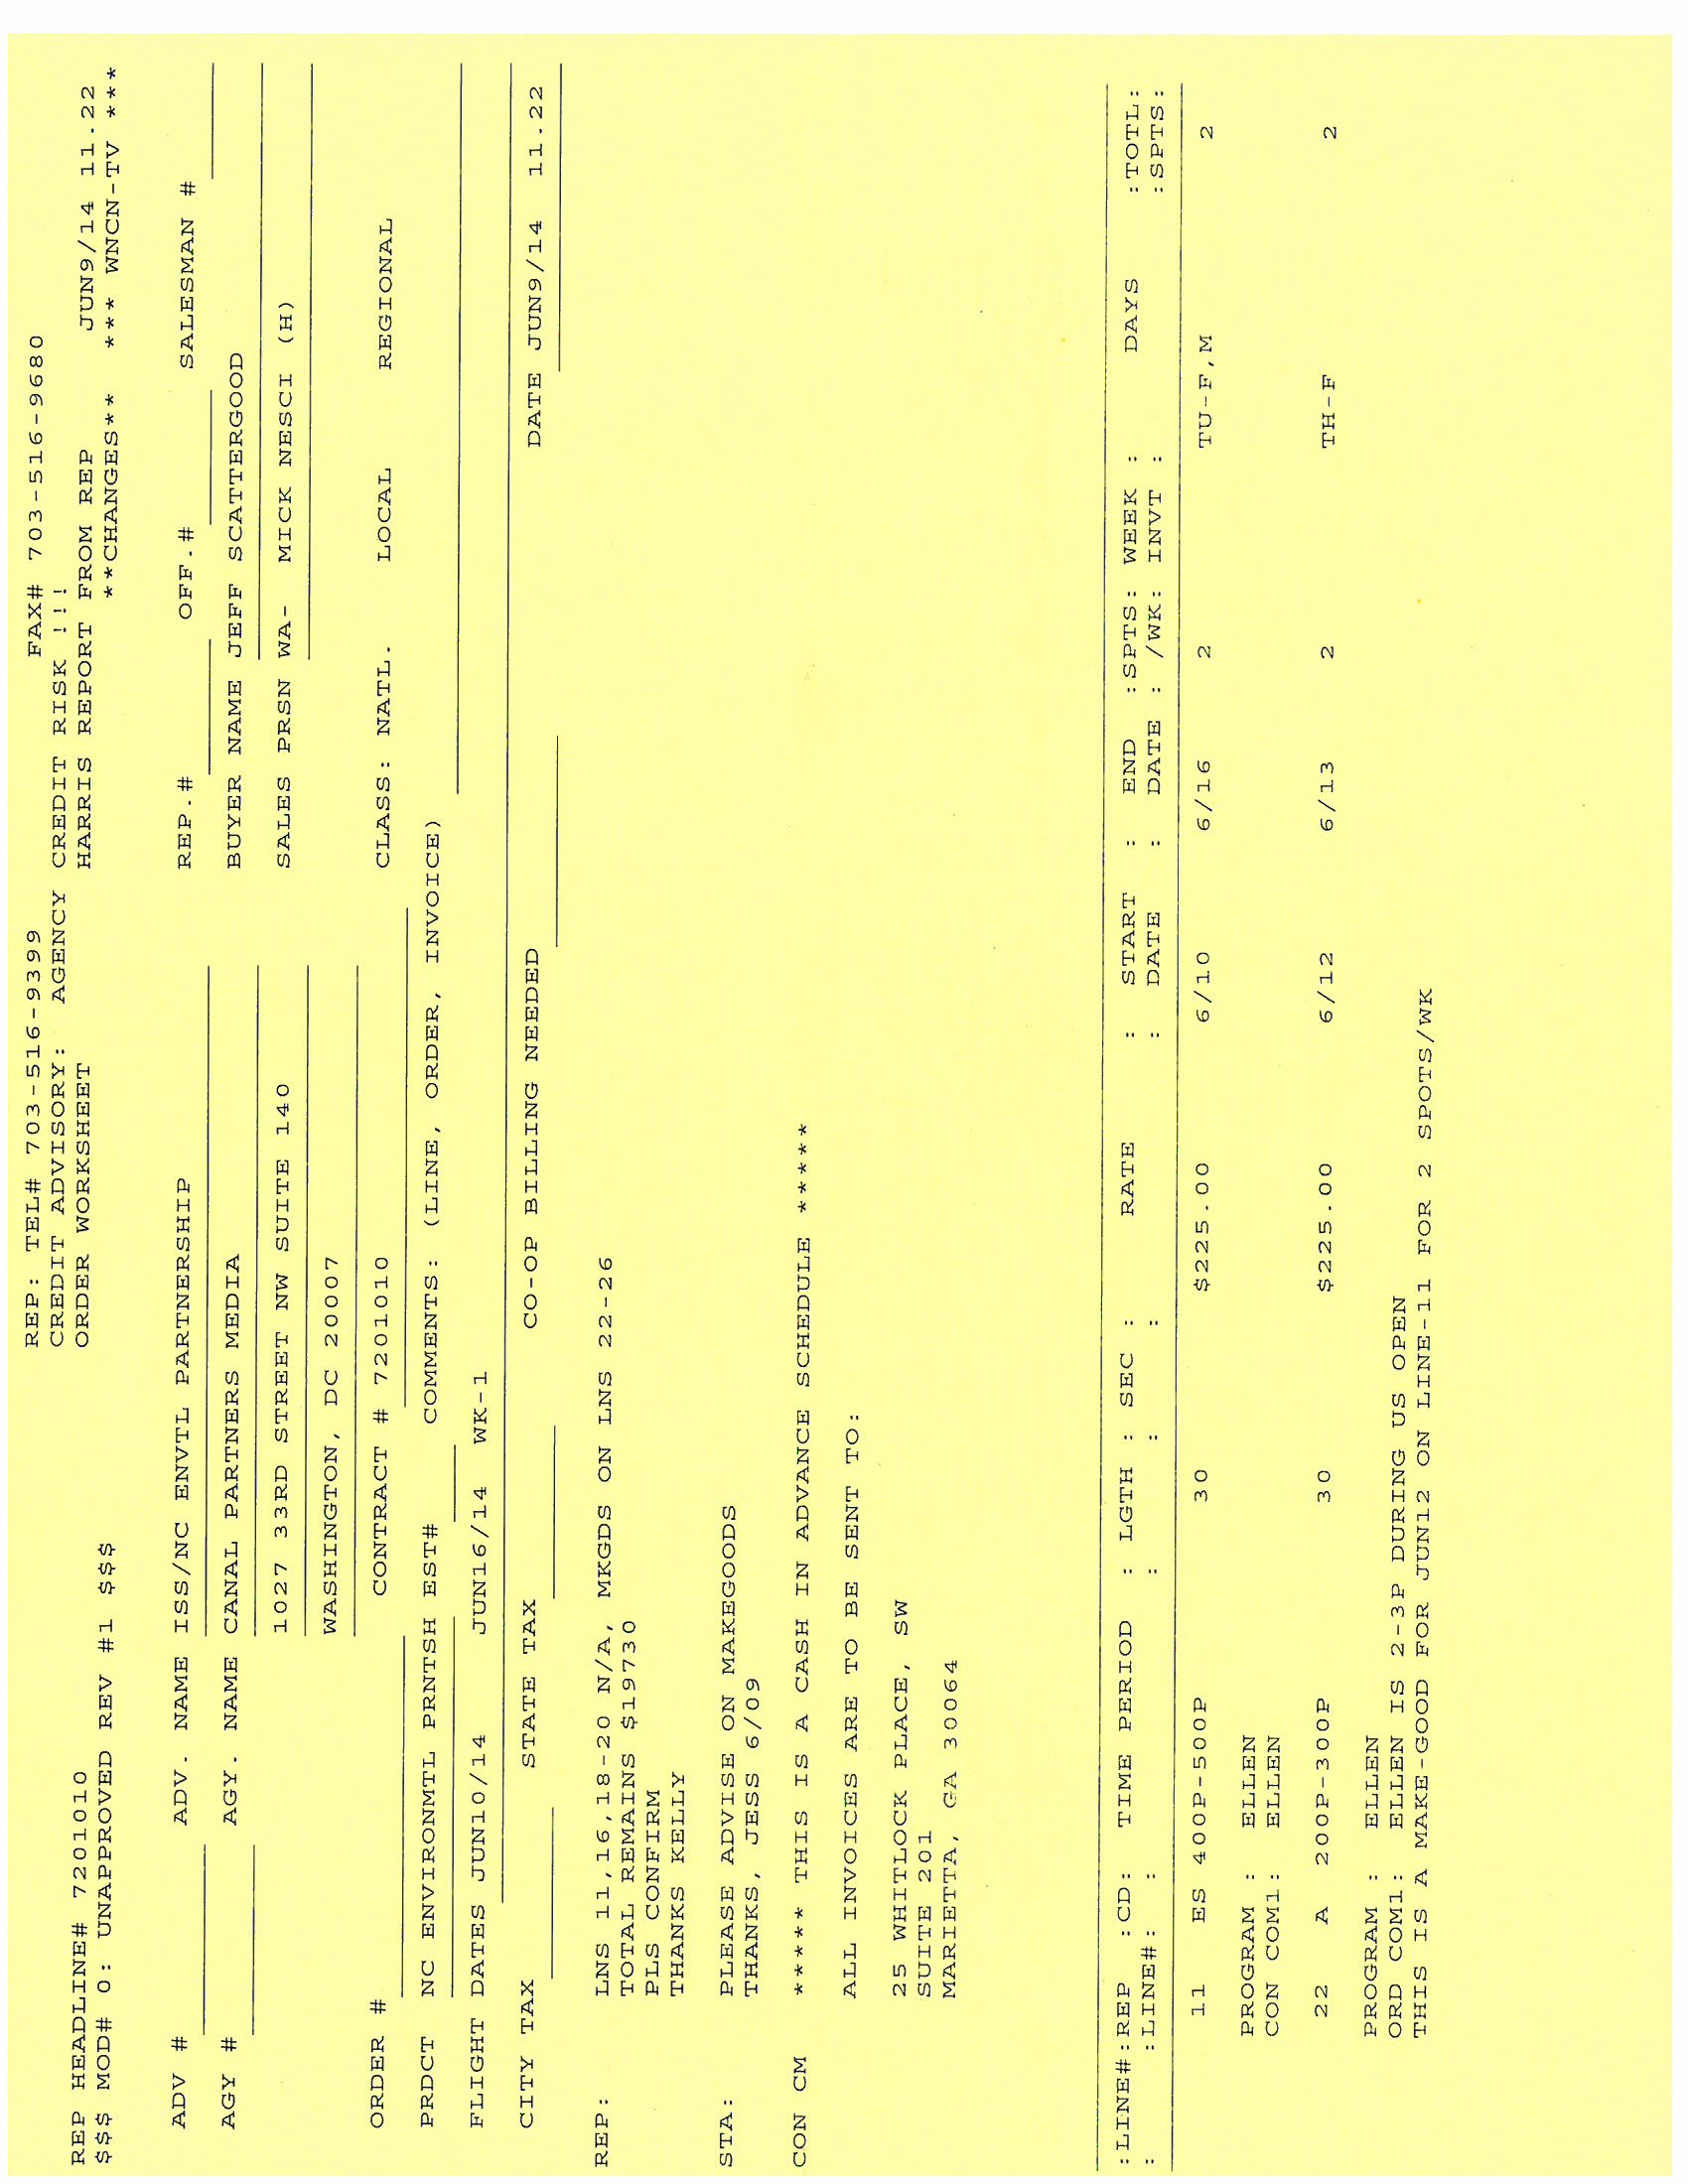 REP: TEL# 703-516-9399 FAX# 703-516-9680
CREDIT ADVISORY: AGENCY CREDIT RISK !!!
REP HEADLINE# 7201010 ORDER WORKSHEET HARRIS REPORT FROM REP JUN9/14 11.22
$$$ MOD# 0: UNAPPROVED REV #1 $$$ **CHANGES** *** WNCN-TV ***
ADV # ADV. NAME ISS/NC ENVTL PARTNERSHIP REP.# OFF.# SALESMAN #
AGY # AGY. NAME CANAL PARTNERS MEDIA BUYER NAME JEFF SCATTERGOOD
1027 33RD STREET NW SUITE 140 SALES PRSN WA- MICK NESCI (H)
WASHINGTON, DC 20007
ORDER # CONTRACT # 7201010 CLASS: NATL. LOCAL REGIONAL
PRDCT NC ENVIRONMTL PRNTSH EST# COMMENTS: (LINE, ORDER, INVOICE)
FLIGHT DATES JUN10/14 JUN16/14 WK-1
CITY TAX STATE TAX CO-OP BILLING NEEDED DATE JUN9/14 11.22
REP: LNS 11,16,18-20 N/A, MKGDS ON LNS 22-26
TOTAL REMAINS $19730
PLS CONFIRM
THANKS KELLY
STA: PLEASE ADVISE ON MAKEGOODS
THANKS, JESS 6/09
CON CM ***** THIS IS A CASH IN ADVANCE SCHEDULE *****
ALL INVOICES ARE TO BE SENT TO:
25 WHITLOCK PLACE, SW
SUITE 201
MARIETTA, GA 30064
:LINE#:REP :CD: TIME PERIOD : LGTH : SEC : RATE : START : END :SPTS: WEEK : DAYS :TOTL:
: :LINE#: : : : : DATE : DATE : /WK: INVT : :SPTS:
11 ES 400P-500P 30 $225.00 6/10 6/16 2 TU-F,M 2
PROGRAM : ELLEN
CON COM1: ELLEN
22 A 200P-300P 30 $225.00 6/12 6/13 2 TH-F 2
PROGRAM : ELLEN
ORD COM1: ELLEN IS 2-3P DURING US OPEN
THIS IS A MAKE-GOOD FOR JUN12 ON LINE-11 FOR 2 SPOTS/WK